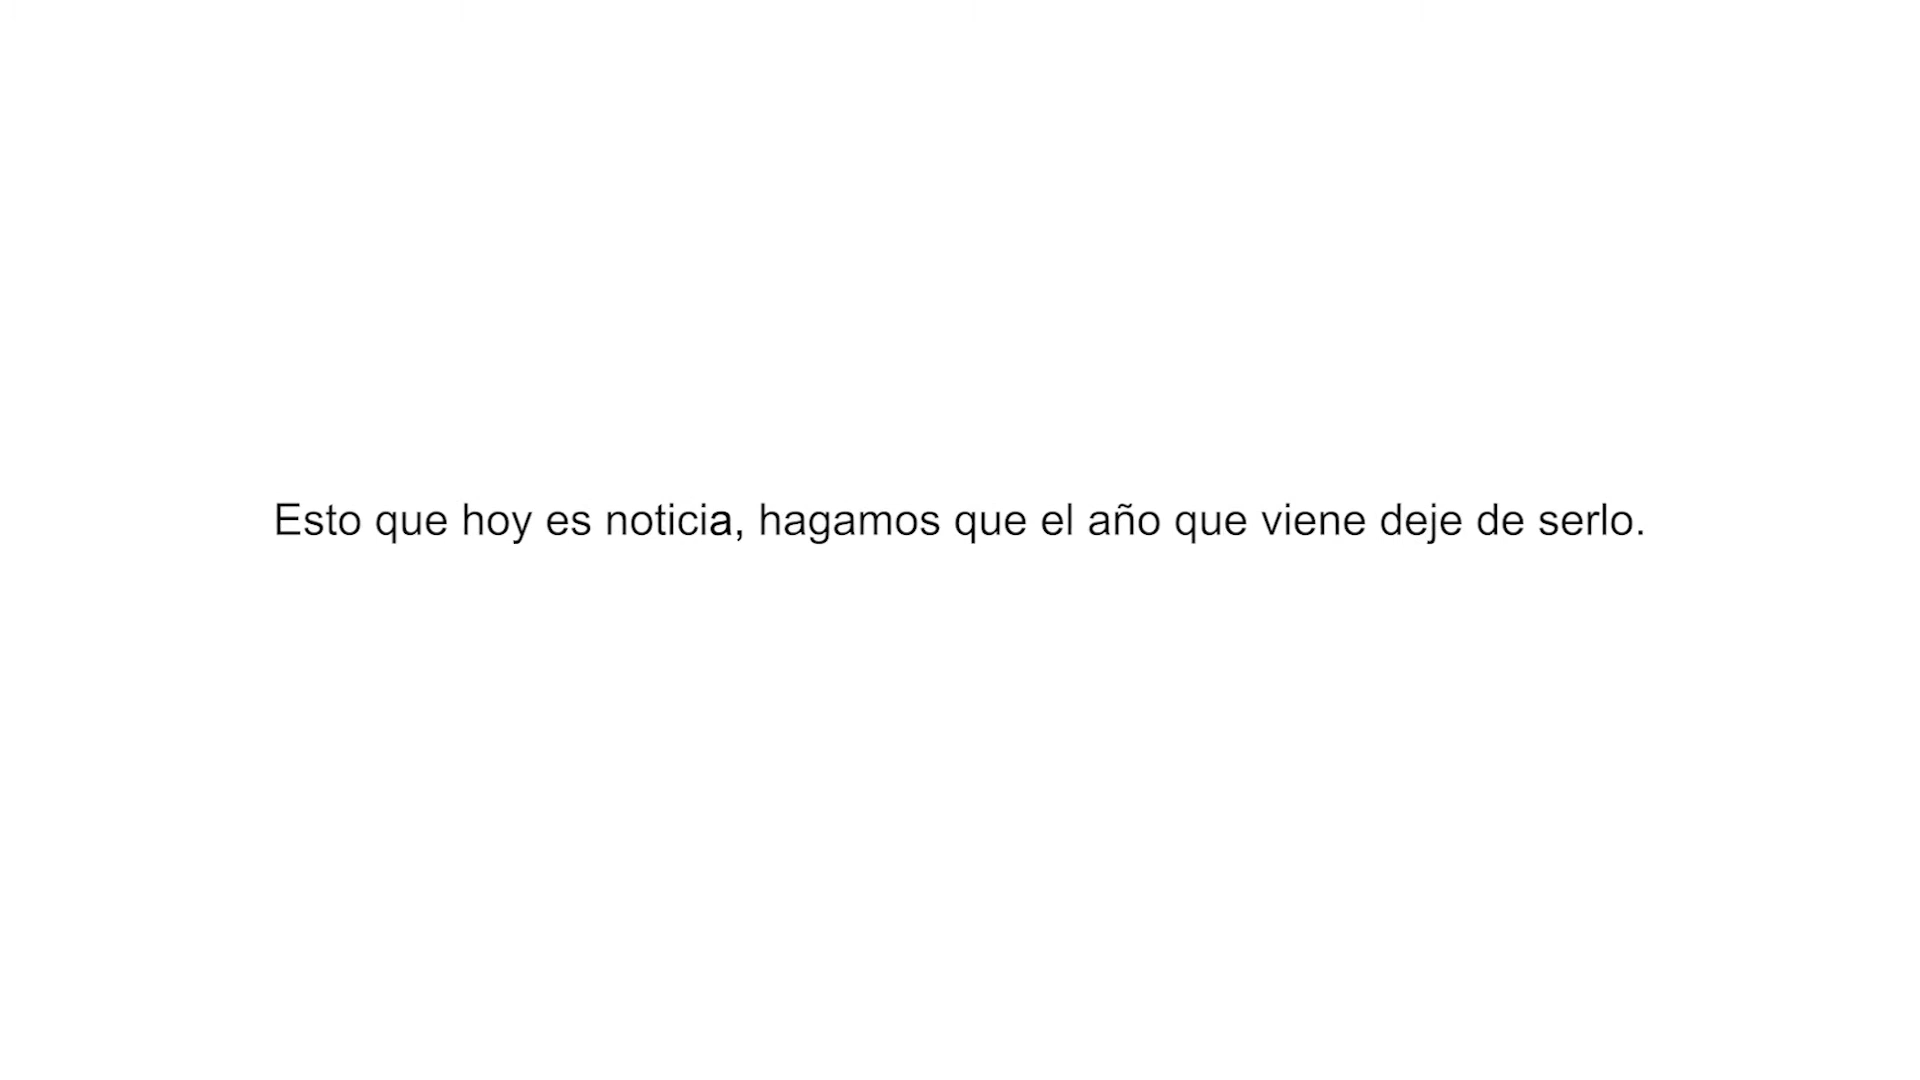 Esto que hoy es noticia, hagamos que el año que viene deje de serlo.